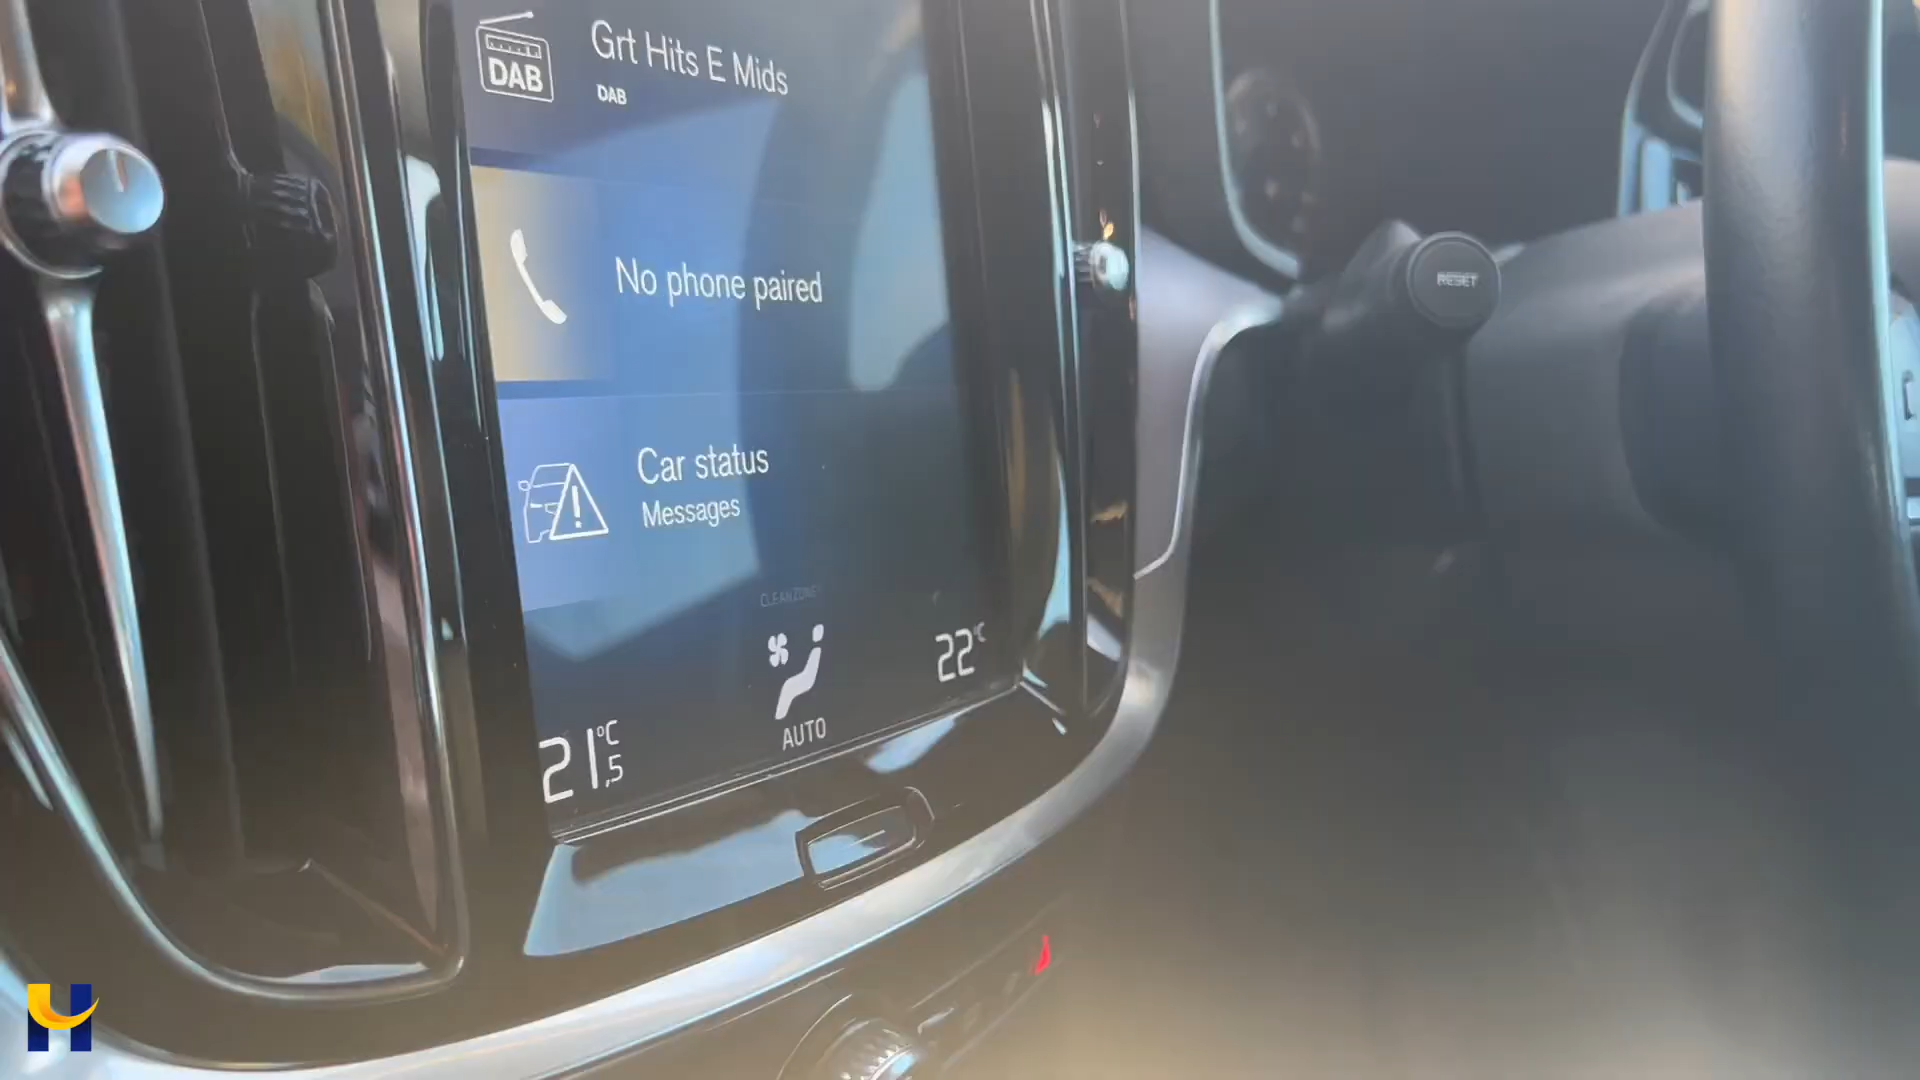 Grt Hits E Mids
DAB
DAB
No phone paired
Car status
Messages
CLEANZONE
22°C
AUTO
21,5°C
RESET
H